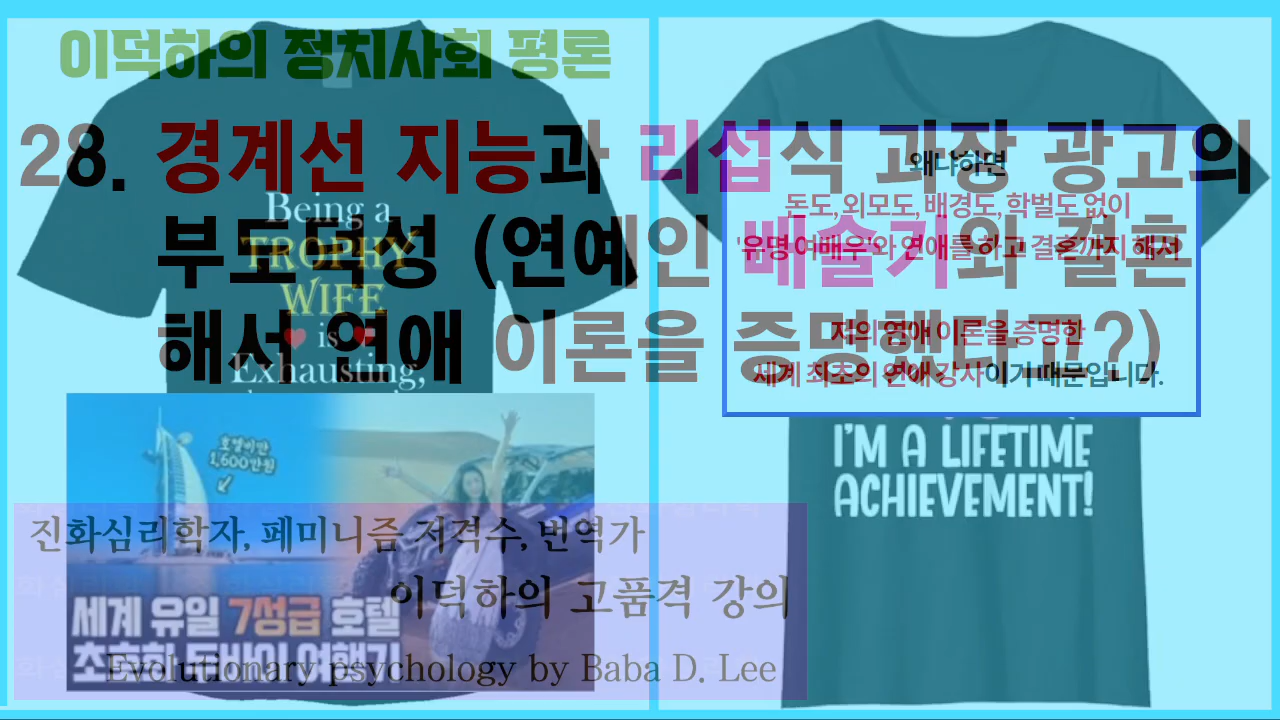 이덕하의 정치사회 평론
28. 경계선 지능과 리섭식 과장 광고의
부도덕성 (연예인 배슬기와 결혼
해서 연애 이론을 증명했다고?)
왜냐하면
돈도, 외모도, 배경도, 학벌도 없이
'유명 여배우'와 연애를 하고 결혼까지 해서
저의 연애 이론을 증명한
세계 최초의 연애 강사이기 때문입니다.
Being a
TROPHY
WIFE
is
Exhausting,
I'M A LIFETIME
ACHIEVEMENT!
호텔비만
1,600만원
세계 유일 7성급 호텔
초호화 두바이 여행기
진화심리학자, 페미니즘 저격수, 번역가
이덕하의 고품격 강의
Evolutionary psychology by Baba D. Lee